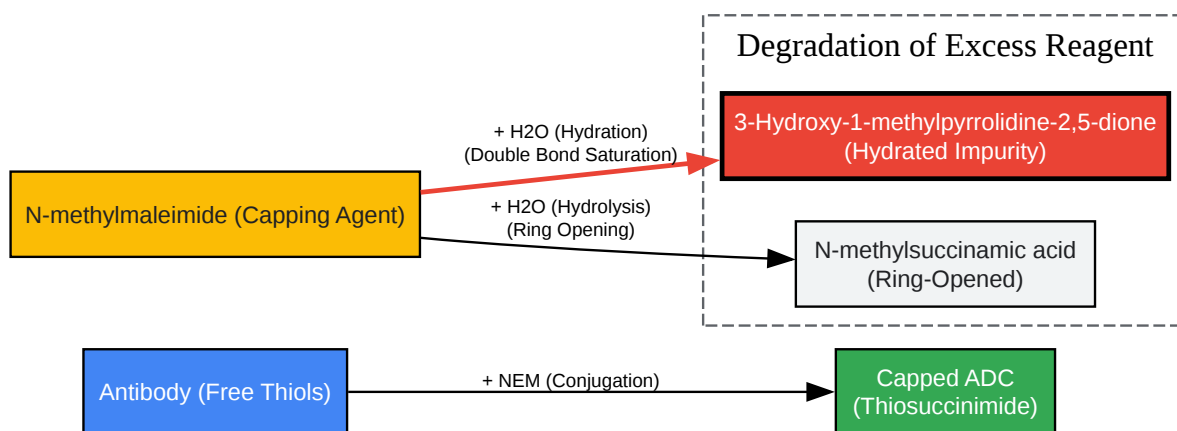 Degradation of Excess Reagent
3-Hydroxy-1-methylpyrrolidine-2,5-dione
(Hydrated Impurity)
+ H2O (Hydration)
(Double Bond Saturation)
N-methylmaleimide (Capping Agent)
+ H2O (Hydrolysis)
(Ring Opening)
N-methylsuccinamic acid
(Ring-Opened)
Antibody (Free Thiols)
+ NEM (Conjugation)
Capped ADC
(Thiosuccinimide)